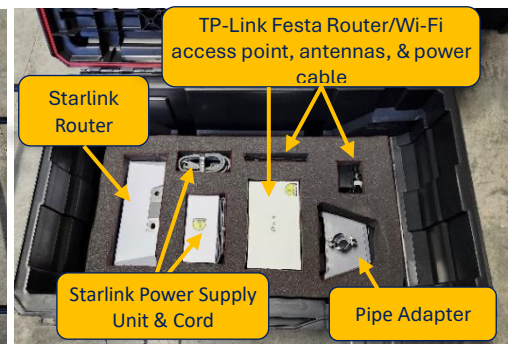 TP-Link Festa Router/Wi-Fi
access point, antennas, & power
cable
Starlink
Router
Starlink Power Supply
Unit & Cord
Pipe Adapter